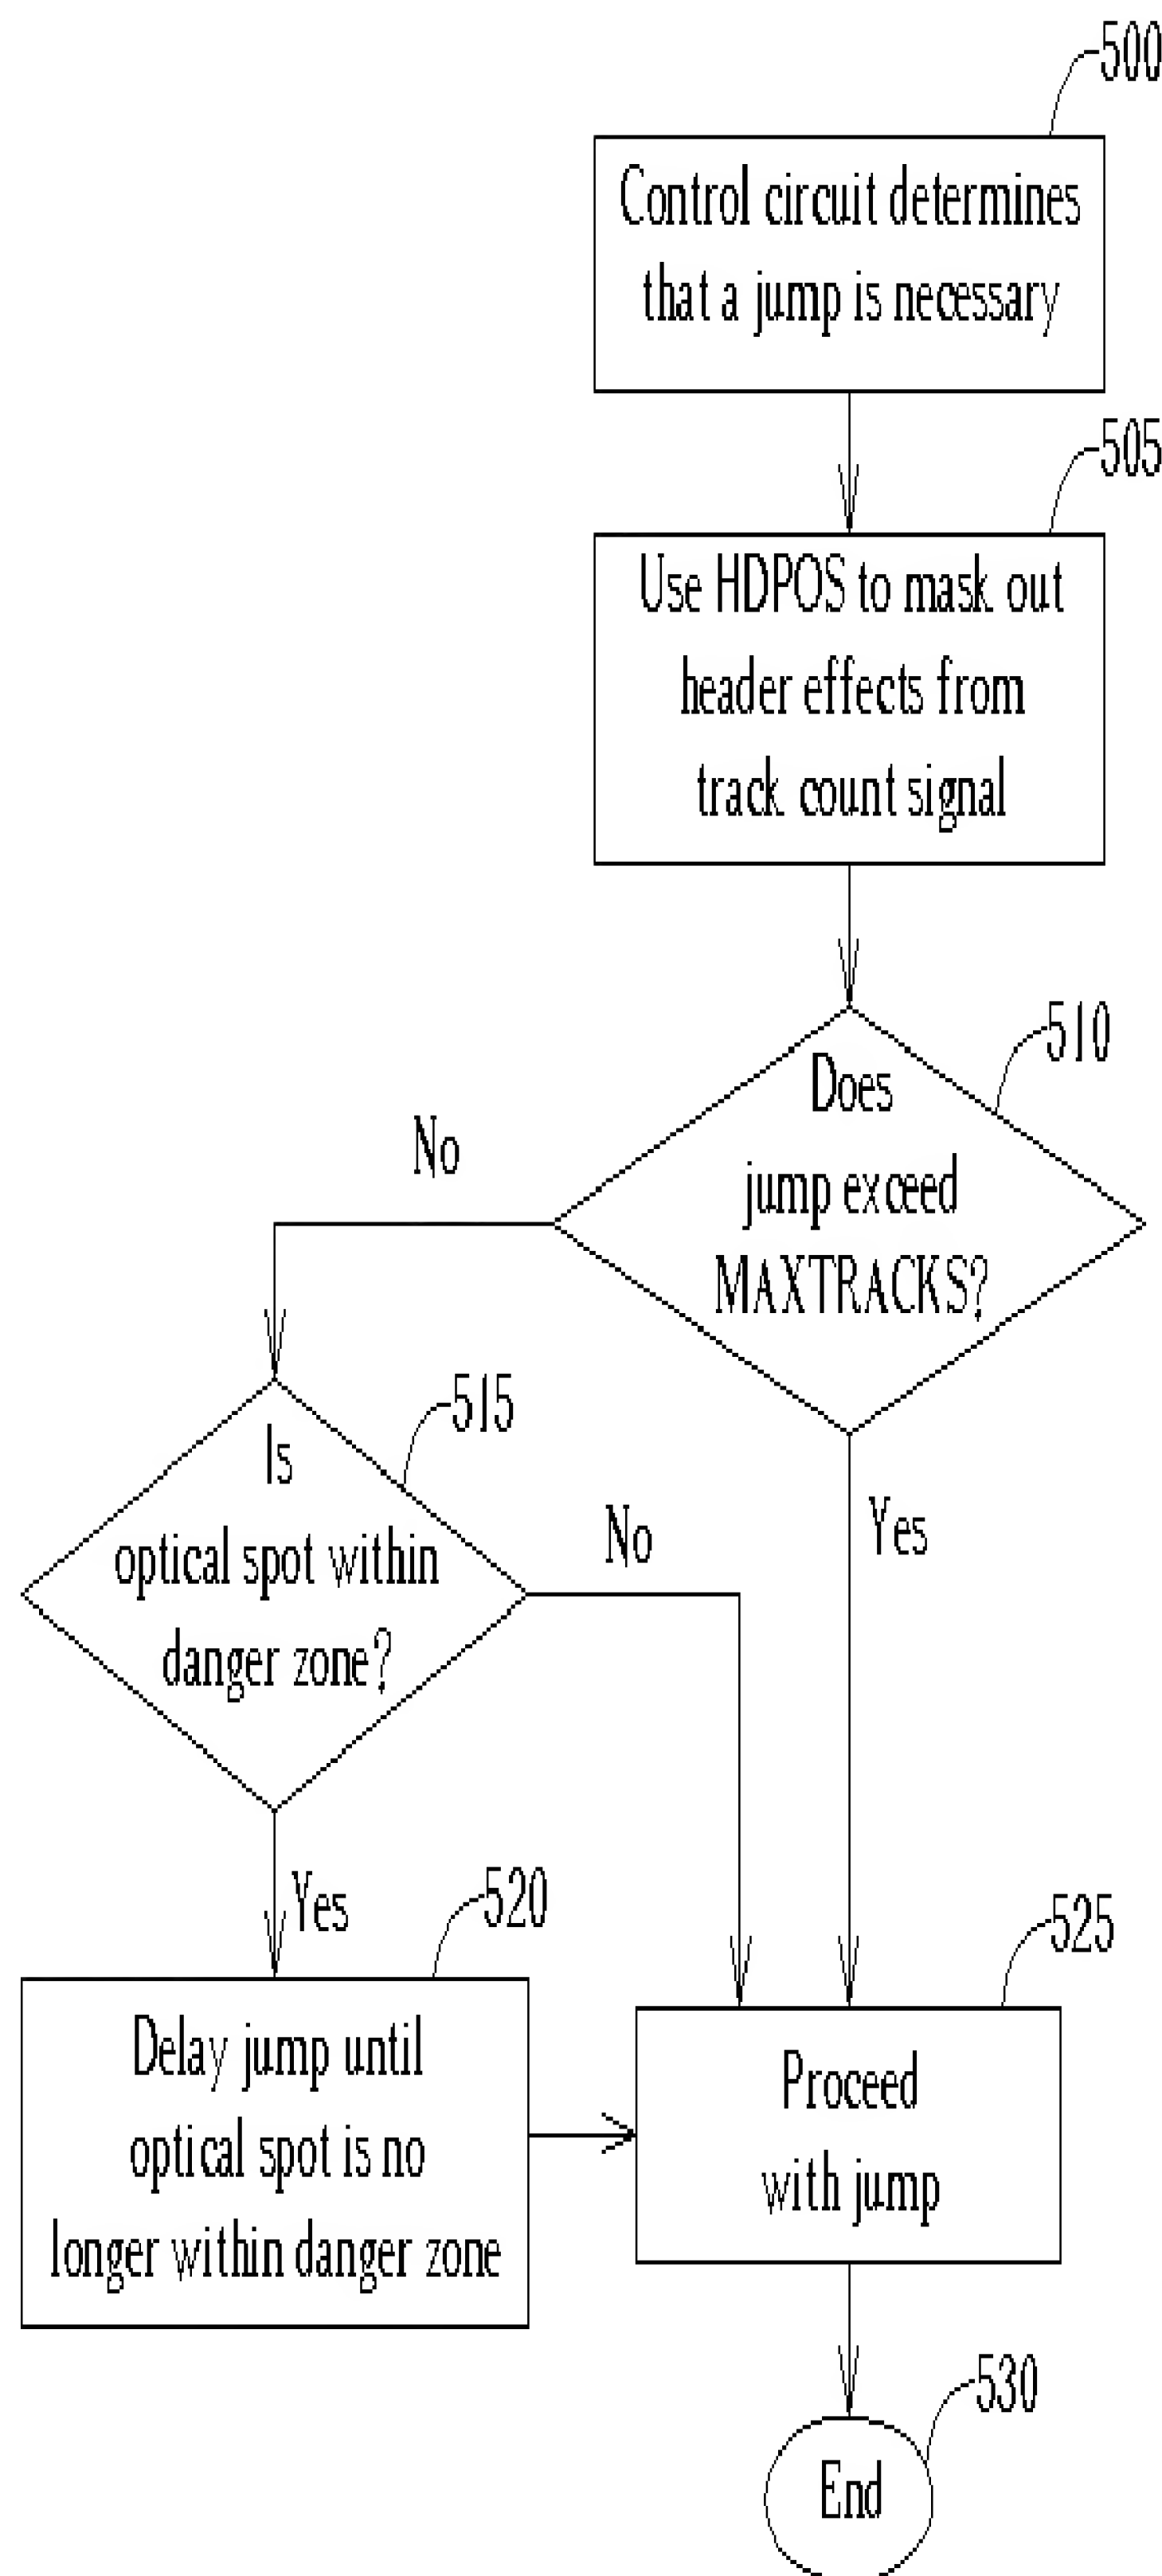 500
Control circuit determines
that a jump is necessary
505
Use HDPOS to mask out
header effects from
track count signal
510
Does
jump exceed
MAXTRACKS?
No
Yes
515
Is
optical spot within
danger zone?
No
Yes
520
Delay jump until
optical spot is no
longer within danger zone
525
Proceed
with jump
530
End